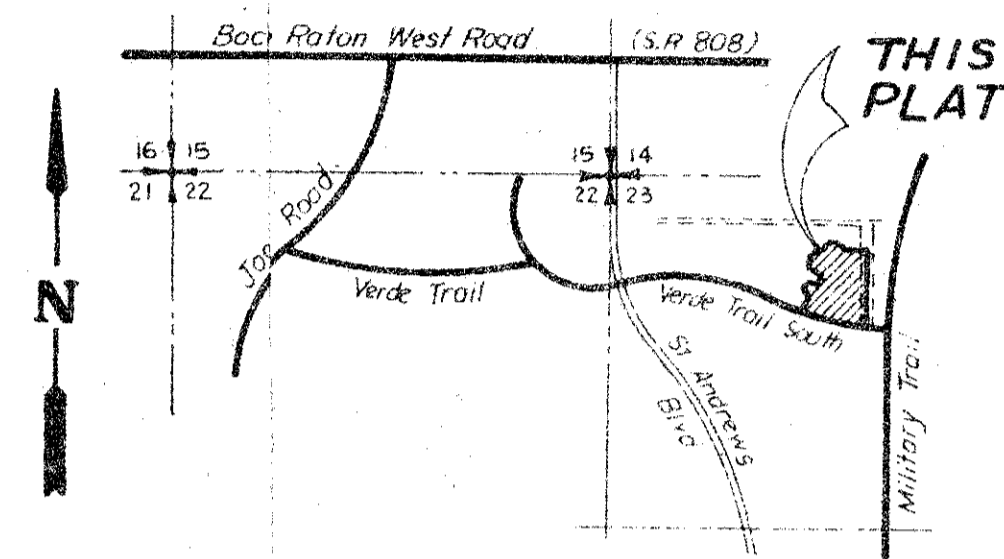 Boca Raton West Road (S.R 808)
THIS
PLAT
16 15
21 22
15 14
22 23
N
Jog Road
Verde Trail
Verde Trail South
St Andrews
Blvd
Military Trail